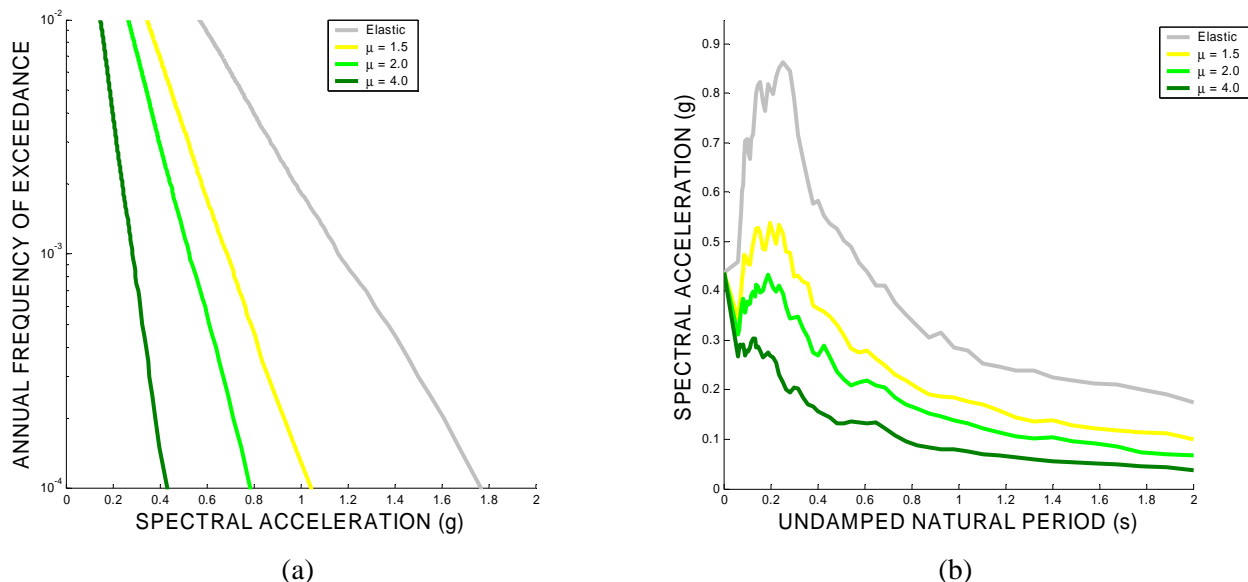 ANNUAL FREQUENCY OF EXCEEDANCE
10⁻²
10⁻³
10⁻⁴
Elastic
μ = 1.5
μ = 2.0
μ = 4.0
0 0.2 0.4 0.6 0.8 1 1.2 1.4 1.6 1.8 2
SPECTRAL ACCELERATION (g)
(a)
SPECTRAL ACCELERATION (g)
0.9
0.8
0.7
0.6
0.5
0.4
0.3
0.2
0.1
0
Elastic
μ = 1.5
μ = 2.0
μ = 4.0
0 0.2 0.4 0.6 0.8 1 1.2 1.4 1.6 1.8 2
UNDAMPED NATURAL PERIOD (s)
(b)